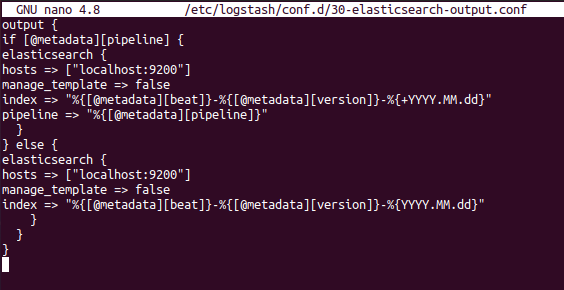 GNU nano 4.8 /etc/logstash/conf.d/30-elasticsearch-output.conf
output {
if [@metadata][pipeline] {
elasticsearch {
hosts => ["localhost:9200"]
manage_template => false
index => "%{[@metadata][beat]}-%{[@metadata][version]}-%{+YYYY.MM.dd}"
pipeline => "%{[@metadata][pipeline]}"
}
} else {
elasticsearch {
hosts => ["localhost:9200"]
manage_template => false
index => "%{[@metadata][beat]}-%{[@metadata][version]}-%{YYYY.MM.dd}"
}
}
}